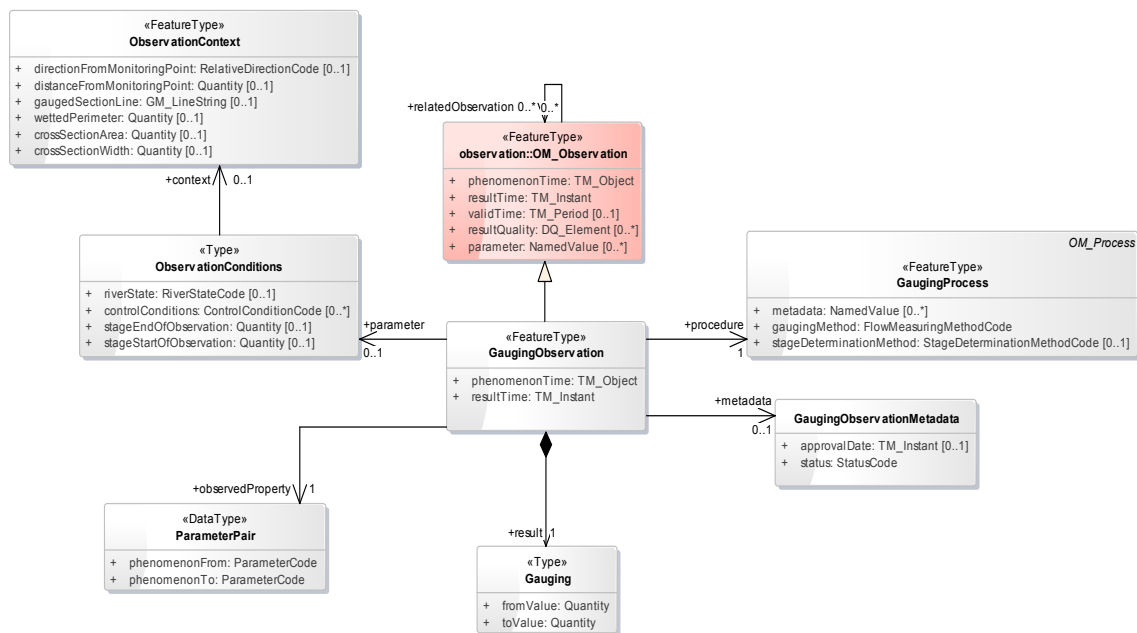 «FeatureType»
ObservationContext
+ directionFromMonitoringPoint: RelativeDirectionCode [0..1]
+ distanceFromMonitoringPoint: Quantity [0..1]
+ gaugedSectionLine: GM_LineString [0..1]
+ wettedPerimeter: Quantity [0..1]
+ crossSectionArea: Quantity [0..1]
+ crossSectionWidth: Quantity [0..1]
+context 0..1
+relatedObservation 0..* 0..*
«FeatureType»
observation::OM_Observation
+ phenomenonTime: TM_Object
+ resultTime: TM_Instant
+ validTime: TM_Period [0..1]
+ resultQuality: DQ_Element [0..*]
+ parameter: NamedValue [0..*]
«Type»
ObservationConditions
+ riverState: RiverStateCode [0..1]
+ controlConditions: ControlConditionCode [0..*]
+ stageEndOfObservation: Quantity [0..1]
+ stageStartOfObservation: Quantity [0..1]
+parameter
0..1
OM_Process
«FeatureType»
GaugingProcess
+ metadata: NamedValue [0..*]
+ gaugingMethod: FlowMeasuringMethodCode
+ stageDeterminationMethod: StageDeterminationMethodCode [0..1]
+procedure
1
«FeatureType»
GaugingObservation
+ phenomenonTime: TM_Object
+ resultTime: TM_Instant
+metadata
0..1
GaugingObservationMetadata
+ approvalDate: TM_Instant [0..1]
+ status: StatusCode
+observedProperty 1
«DataType»
ParameterPair
+ phenomenonFrom: ParameterCode
+ phenomenonTo: ParameterCode
+result 1
«Type»
Gauging
+ fromValue: Quantity
+ toValue: Quantity